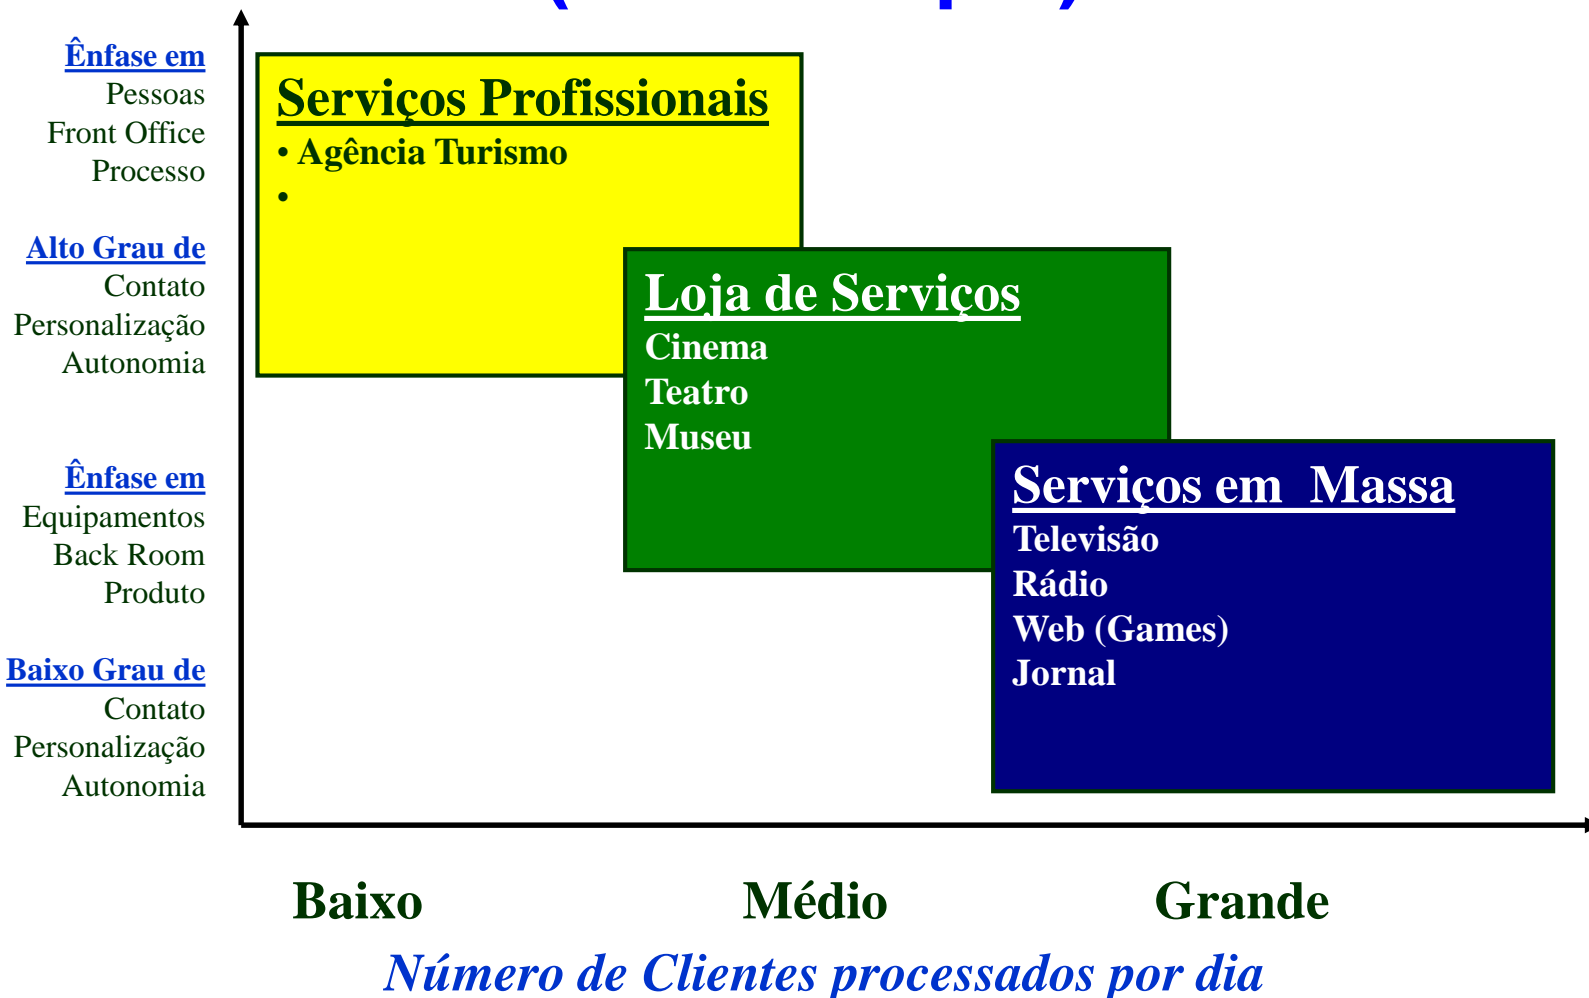 Ênfase em
Pessoas
Front Office
Processo
Alto Grau de
Contato
Personalização
Autonomia
Ênfase em
Equipamentos
Back Room
Produto
Baixo Grau de
Contato
Personalização
Autonomia
Serviços Profissionais
• Agência Turismo
•
Loja de Serviços
Cinema
Teatro
Museu
Serviços em  Massa
Televisão
Rádio
Web (Games)
Jornal
Baixo Médio Grande
Número de Clientes processados por dia